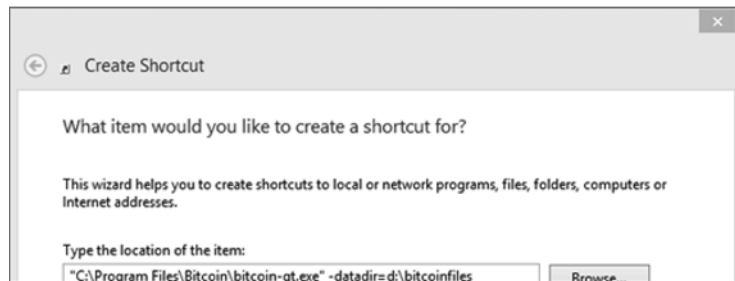 Create Shortcut
What item would you like to create a shortcut for?
This wizard helps you to create shortcuts to local or network programs, files, folders, computers or
Internet addresses.
Type the location of the item:
"C:\Program Files\Bitcoin\bitcoin-qt.exe" -datadir=d:\bitcoinfiles Browse...